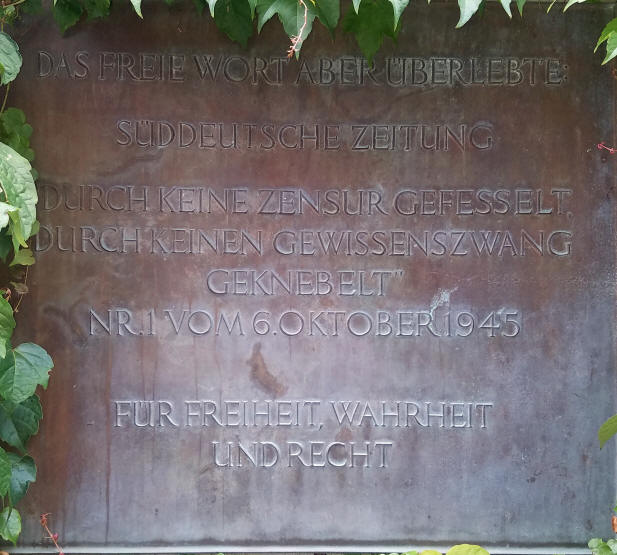 DAS FREIE WORT ABER ÜBERLEBTE:
SÜDDEUTSCHE ZEITUNG
DURCH KEINE ZENSUR GEFESSELT,
DURCH KEINEN GEWISSENSZWANG
GEKNEBELT"
NR.1 VOM 6. OKTOBER 1945
FÜR FREIHEIT, WAHRHEIT
UND RECHT